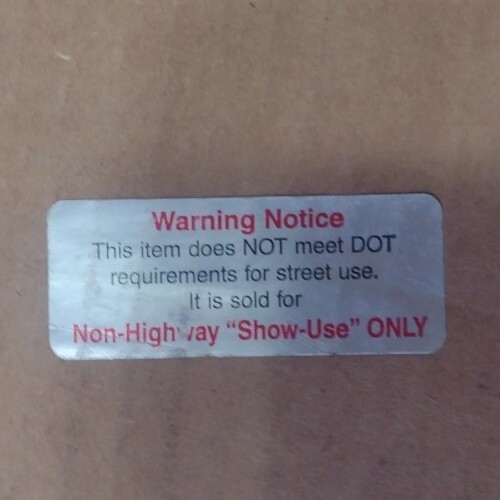 Warning Notice
This item does NOT meet DOT
requirements for street use.
It is sold for
Non-Highway "Show-Use" ONLY